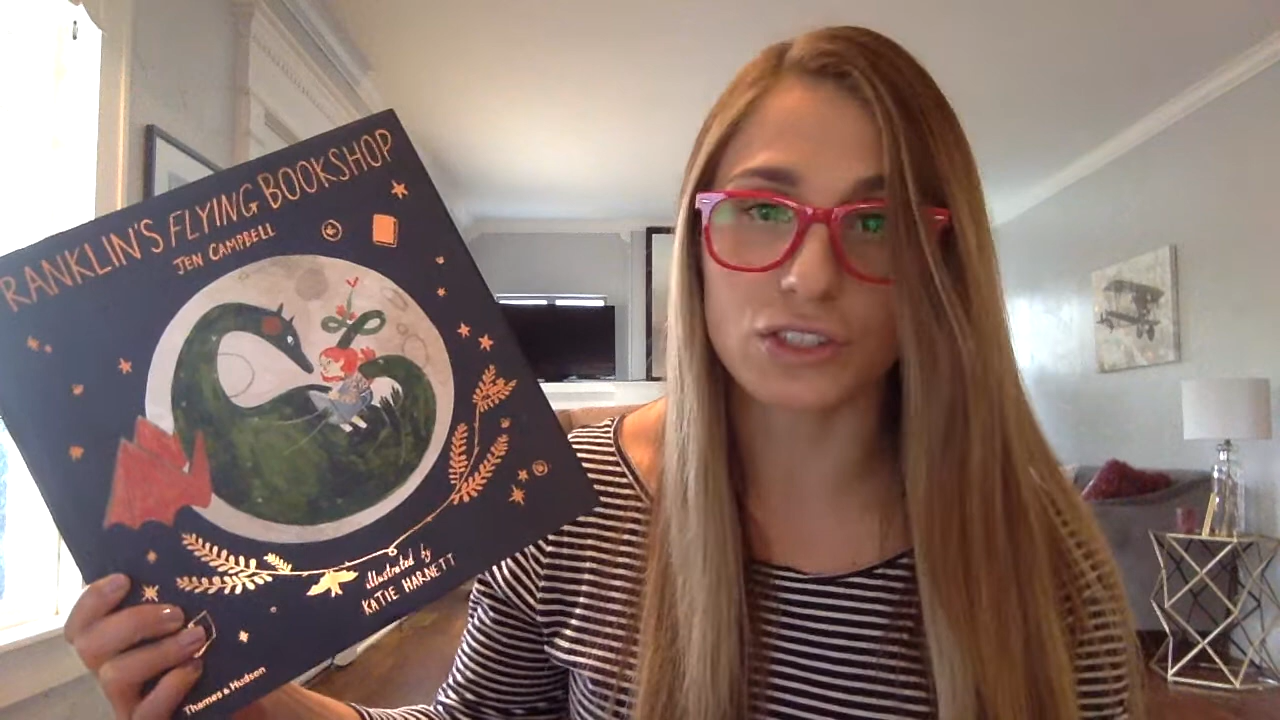 RANKLIN'S FLYING BOOKSHOP
JEN CAMPBELL
illustrated by
KATIE HARNETT
Thames & Hudson